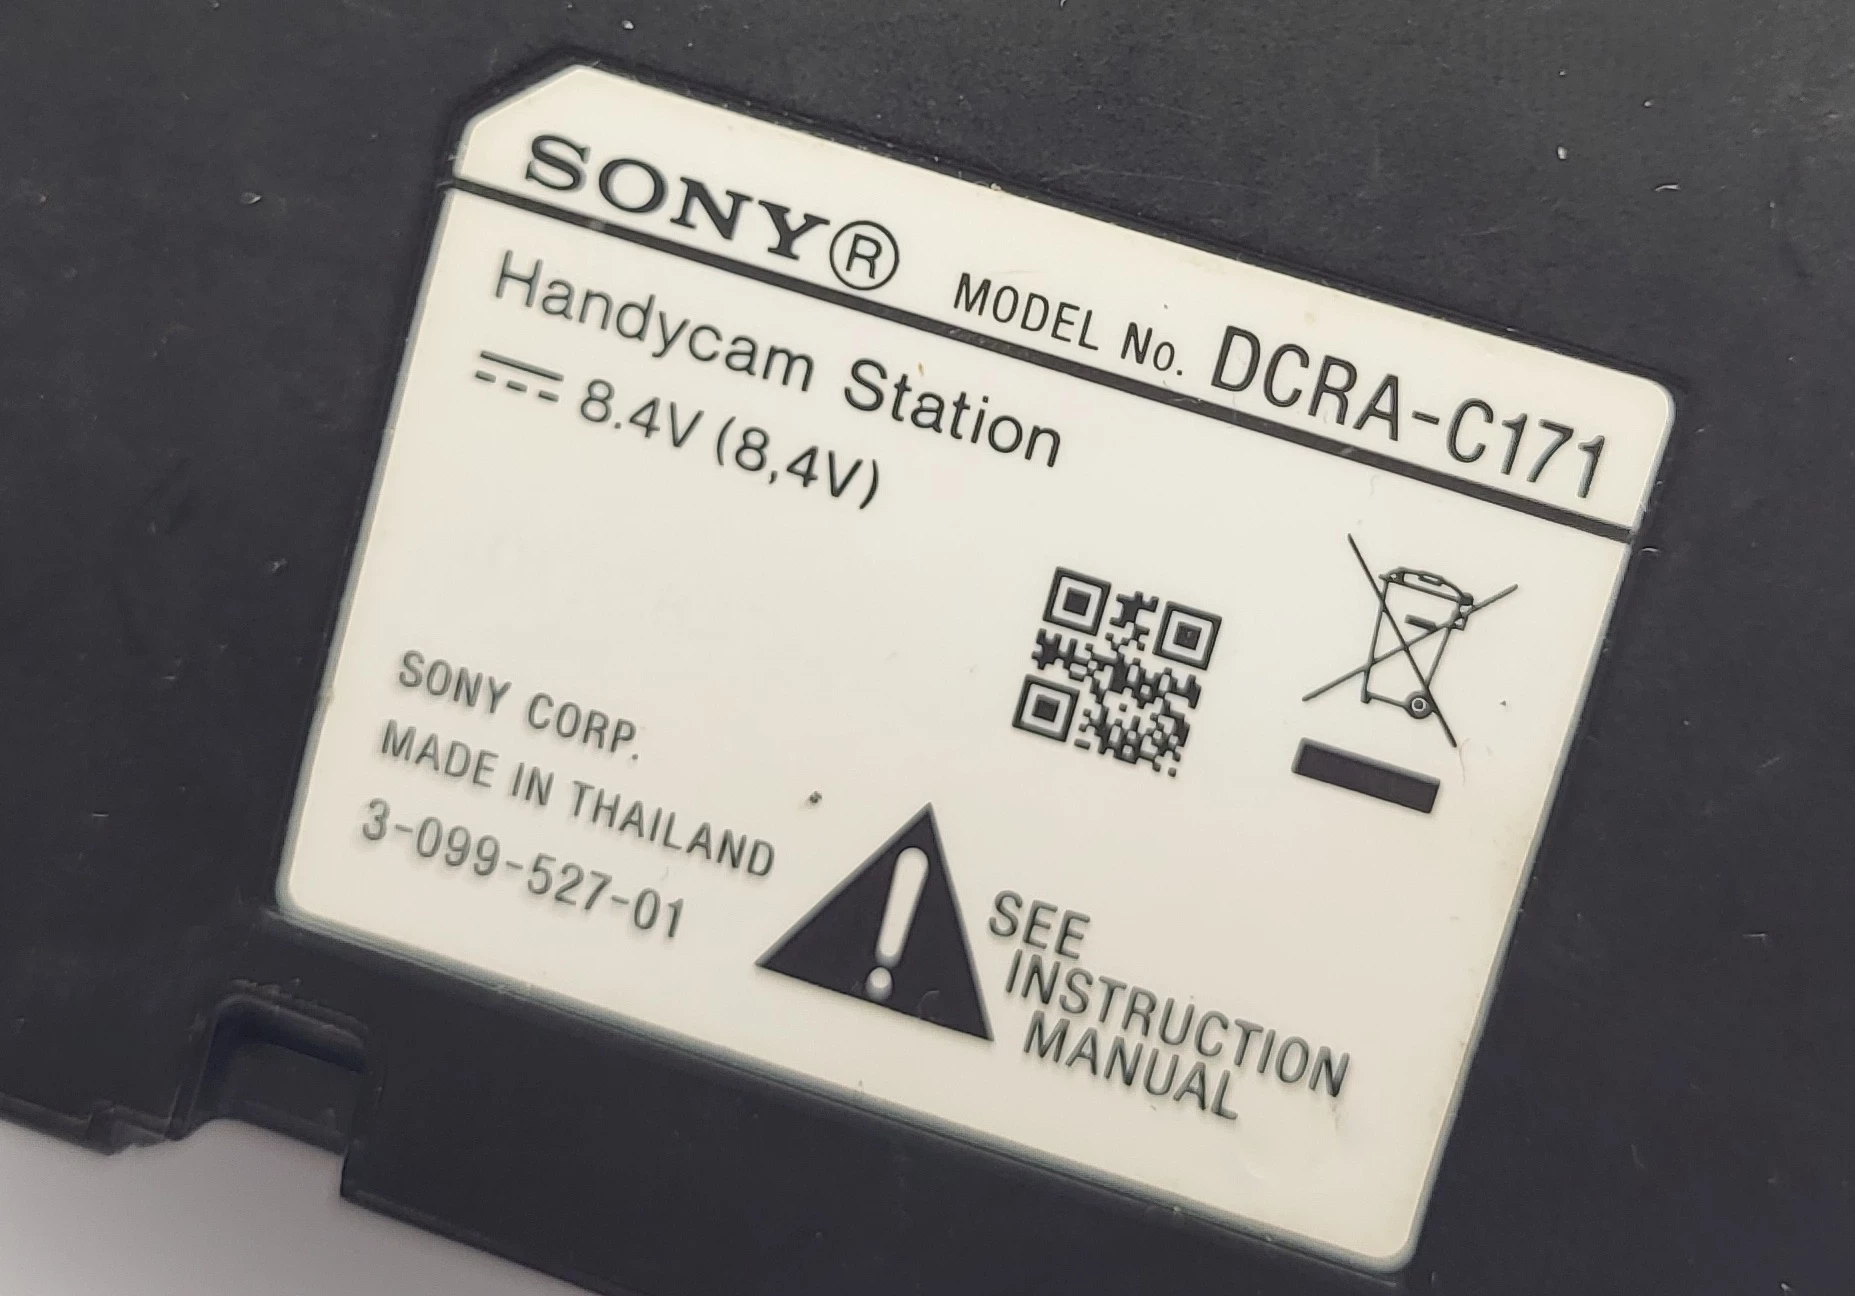 SONY® MODEL No. DCRA-C171
Handycam Station
⎓ 8.4V (8,4V)
SONY CORP.
MADE IN THAILAND
3-099-527-01
SEE
INSTRUCTION
MANUAL